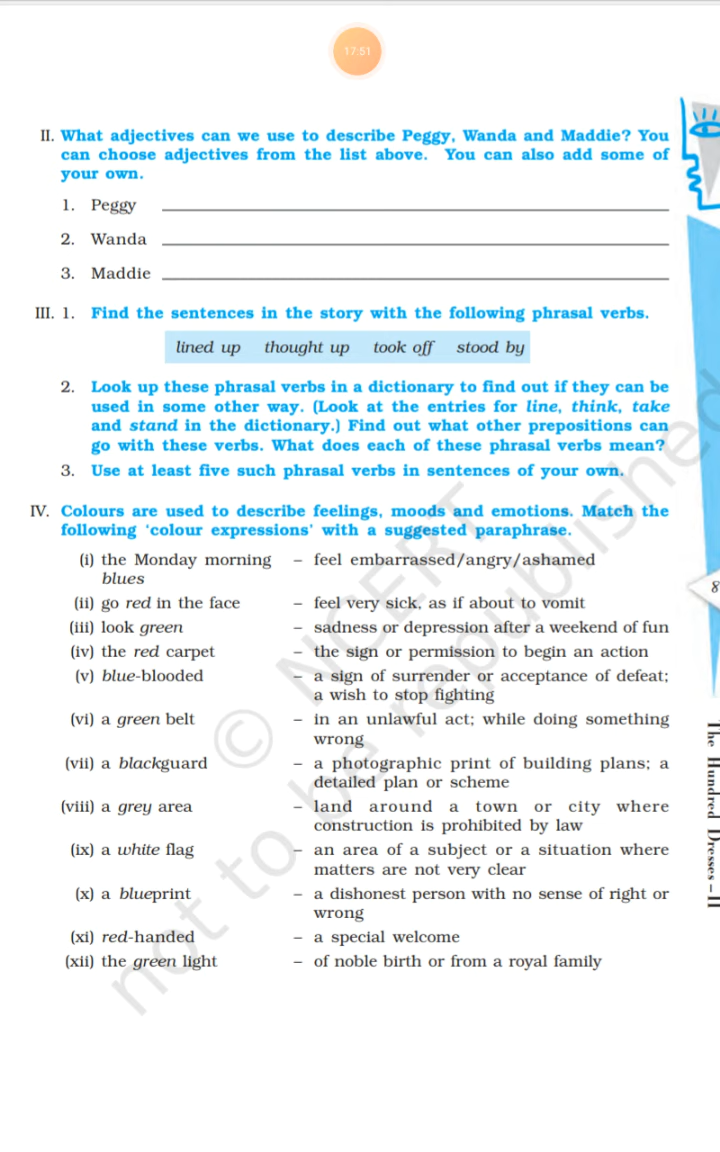 17:51
II. What adjectives can we use to describe Peggy, Wanda and Maddie? You
can choose adjectives from the list above. You can also add some of
your own.
1. Peggy
2. Wanda
3. Maddie
III. 1. Find the sentences in the story with the following phrasal verbs.
lined up thought up took off stood by
2. Look up these phrasal verbs in a dictionary to find out if they can be
used in some other way. (Look at the entries for line, think, take
and stand in the dictionary.) Find out what other prepositions can
go with these verbs. What does each of these phrasal verbs mean?
3. Use at least five such phrasal verbs in sentences of your own.
IV. Colours are used to describe feelings, moods and emotions. Match the
following ‘colour expressions’ with a suggested paraphrase.
(i) the Monday morning – feel embarrassed/angry/ashamed
blues
(ii) go red in the face – feel very sick, as if about to vomit
(iii) look green – sadness or depression after a weekend of fun
(iv) the red carpet – the sign or permission to begin an action
(v) blue-blooded – a sign of surrender or acceptance of defeat;
a wish to stop fighting
(vi) a green belt – in an unlawful act; while doing something
wrong
(vii) a blackguard – a photographic print of building plans; a
detailed plan or scheme
(viii) a grey area – land around a town or city where
construction is prohibited by law
(ix) a white flag – an area of a subject or a situation where
matters are not very clear
(x) a blueprint – a dishonest person with no sense of right or
wrong
(xi) red-handed – a special welcome
(xii) the green light – of noble birth or from a royal family
8
The Hundred Dresses – II
© NCERT
not to be republished